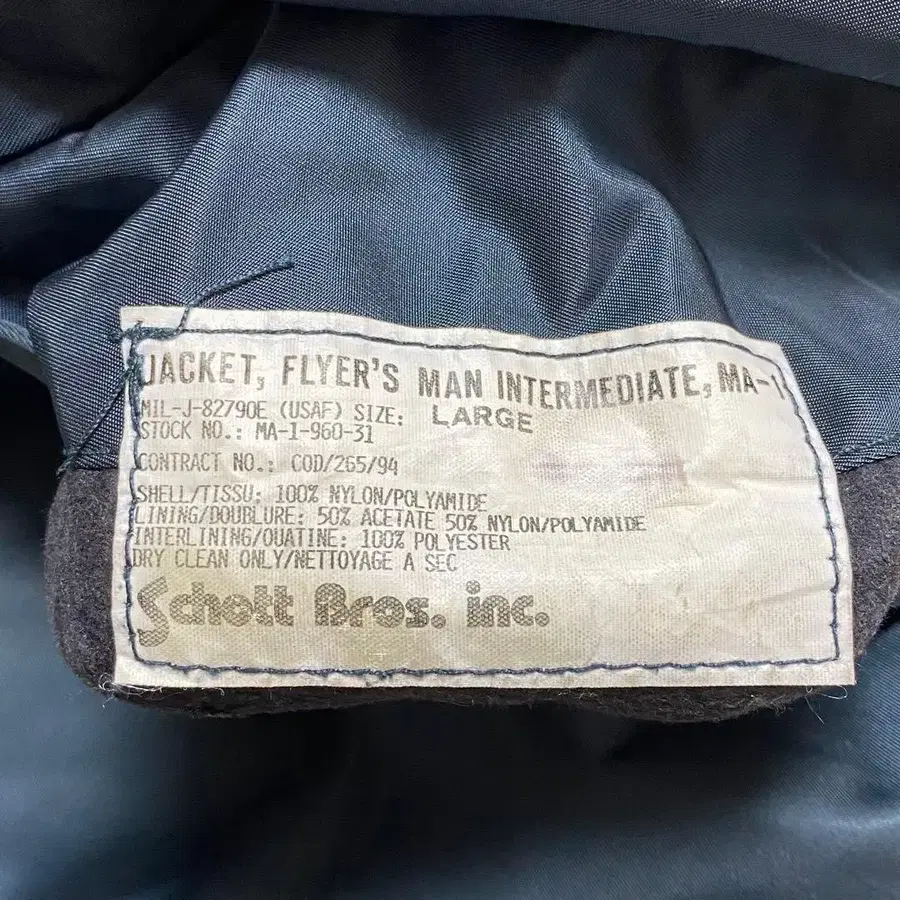 JACKET, FLYER'S MAN INTERMEDIATE, MA-1
MIL-J-82790E (USAF) SIZE: LARGE
STOCK NO.: MA-1-960-31
CONTRACT NO.: COD/265/94
SHELL/TISSU: 100% NYLON/POLYAMIDE
LINING/DOUBLURE: 50% ACETATE 50% NYLON/POLYAMIDE
INTERLINING/OUATINE: 100% POLYESTER
DRY CLEAN ONLY/NETTOYAGE A SEC
Schott Bros. inc.